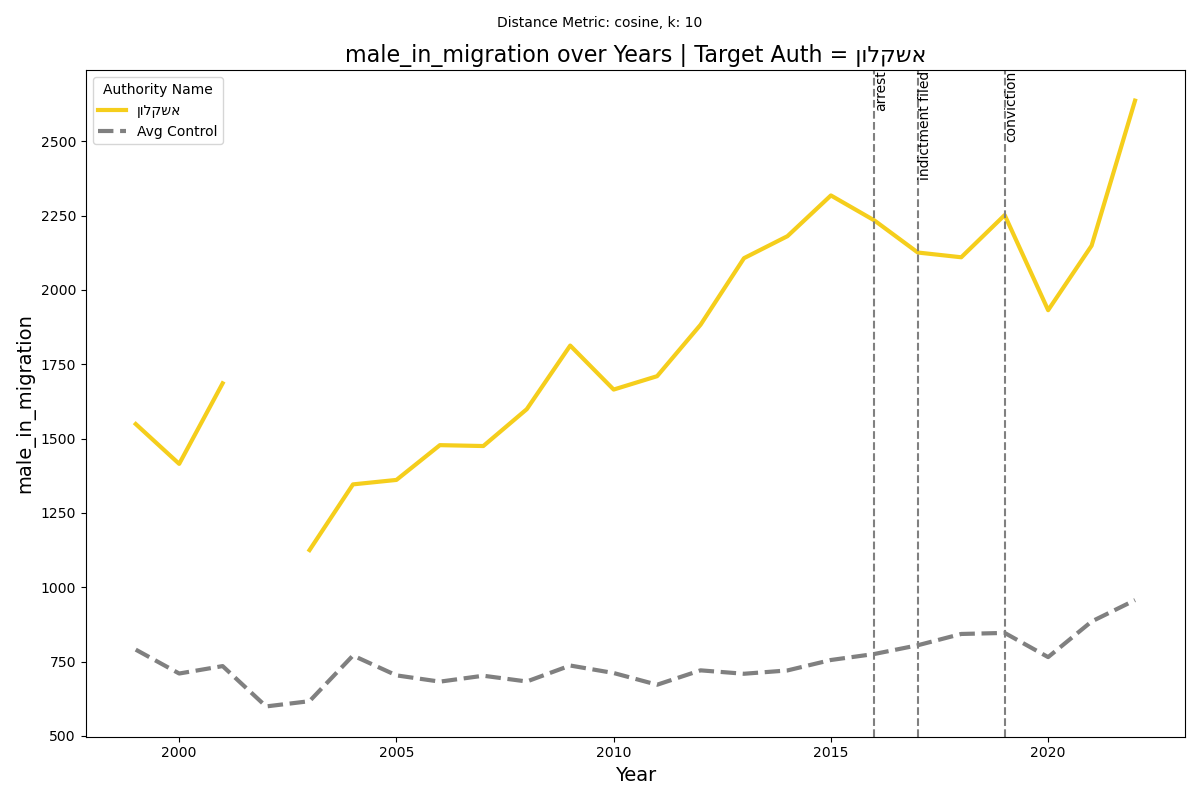 Distance Metric: cosine, k: 10
male_in_migration over Years | Target Auth = אשקלון
Authority Name
אשקלון
Avg Control
arrest
indictment filed
conviction
2500
2250
2000
1750
1500
1250
1000
750
500
male_in_migration
2000
2005
2010
2015
2020
Year